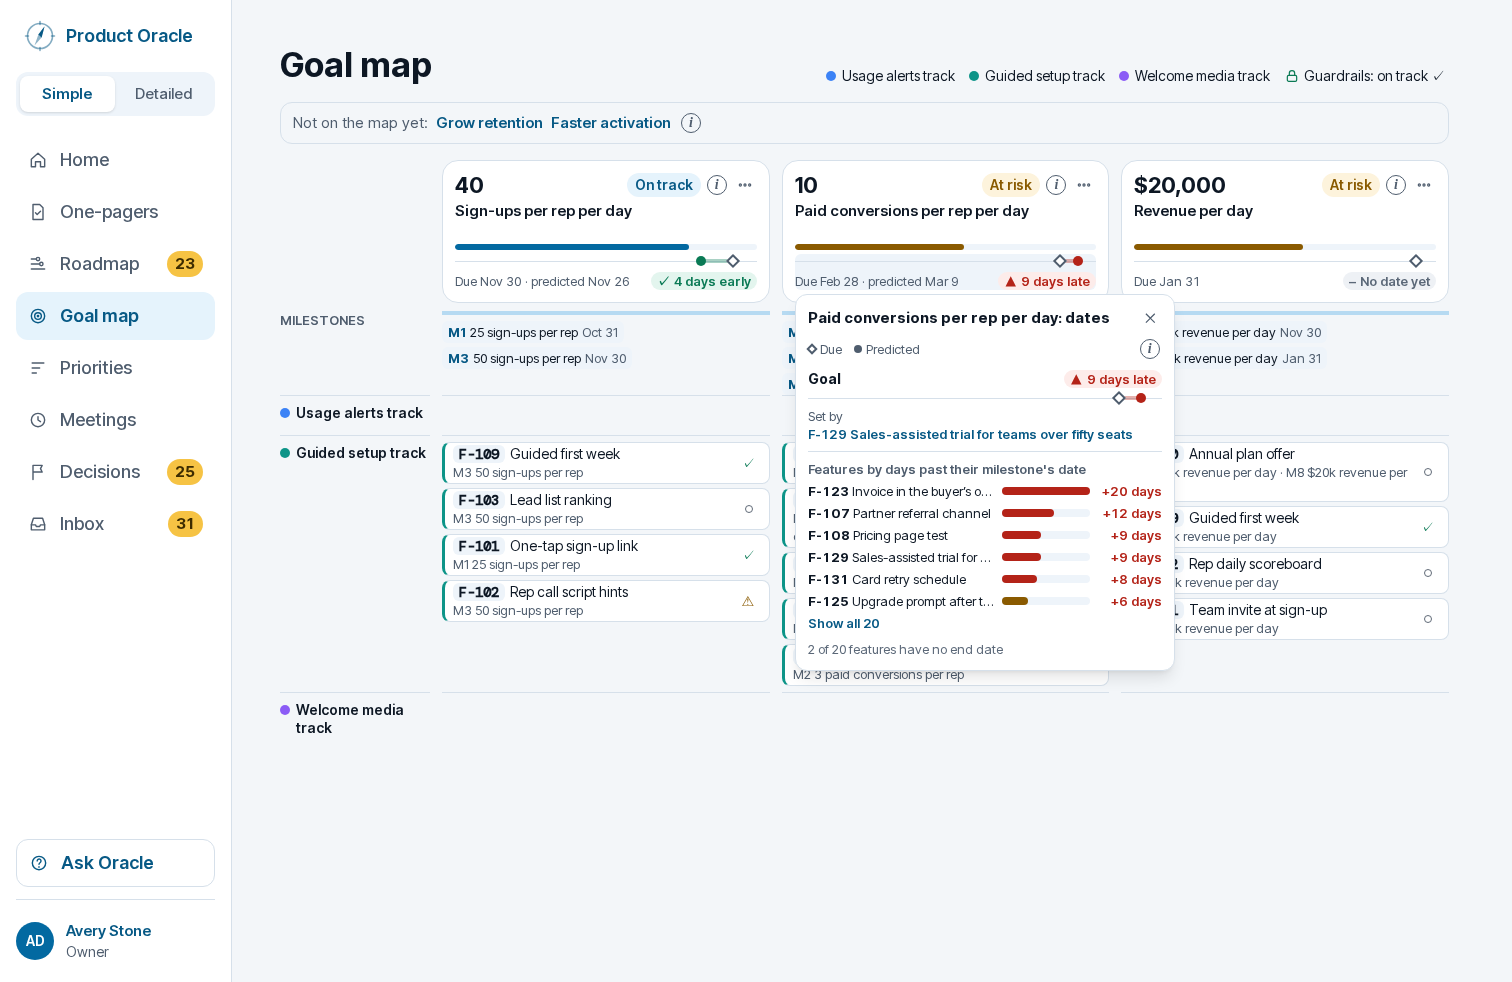 Product Oracle
Simple
Detailed
Home
One-pagers
Roadmap 23
Goal map
Priorities
Meetings
Decisions 25
Inbox 31
Ask Oracle
AD
Avery Stone
Owner
Goal map
Usage alerts track
Guided setup track
Welcome media track
Guardrails: on track ✓
Not on the map yet: Grow retention Faster activation i
40
On track i •••
Sign-ups per rep per day
Due Nov 30 · predicted Nov 26
✓ 4 days early
10
At risk i •••
Paid conversions per rep per day
Due Feb 28 · predicted Mar 9
▲ 9 days late
$20,000
At risk i •••
Revenue per day
Due Jan 31
– No date yet
MILESTONES
M1 25 sign-ups per rep Oct 31
M3 50 sign-ups per rep Nov 30
k revenue per day Nov 30
k revenue per day Jan 31
Usage alerts track
Guided setup track
F-109 Guided first week
M3 50 sign-ups per rep
✓
F-103 Lead list ranking
M3 50 sign-ups per rep
F-101 One-tap sign-up link
M1 25 sign-ups per rep
✓
F-102 Rep call script hints
M3 50 sign-ups per rep
⚠
M2 3 paid conversions per rep
Annual plan offer
k revenue per day · M8 $20k revenue per
Guided first week
k revenue per day
✓
Rep daily scoreboard
k revenue per day
Team invite at sign-up
k revenue per day
Welcome media
track
Paid conversions per rep per day: dates
Due
Predicted
i
Goal
▲ 9 days late
Set by
F-129 Sales-assisted trial for teams over fifty seats
Features by days past their milestone's date
F-123 Invoice in the buyer's o… +20 days
F-107 Partner referral channel +12 days
F-108 Pricing page test +9 days
F-129 Sales-assisted trial for … +9 days
F-131 Card retry schedule +8 days
F-125 Upgrade prompt after t… +6 days
Show all 20
2 of 20 features have no end date